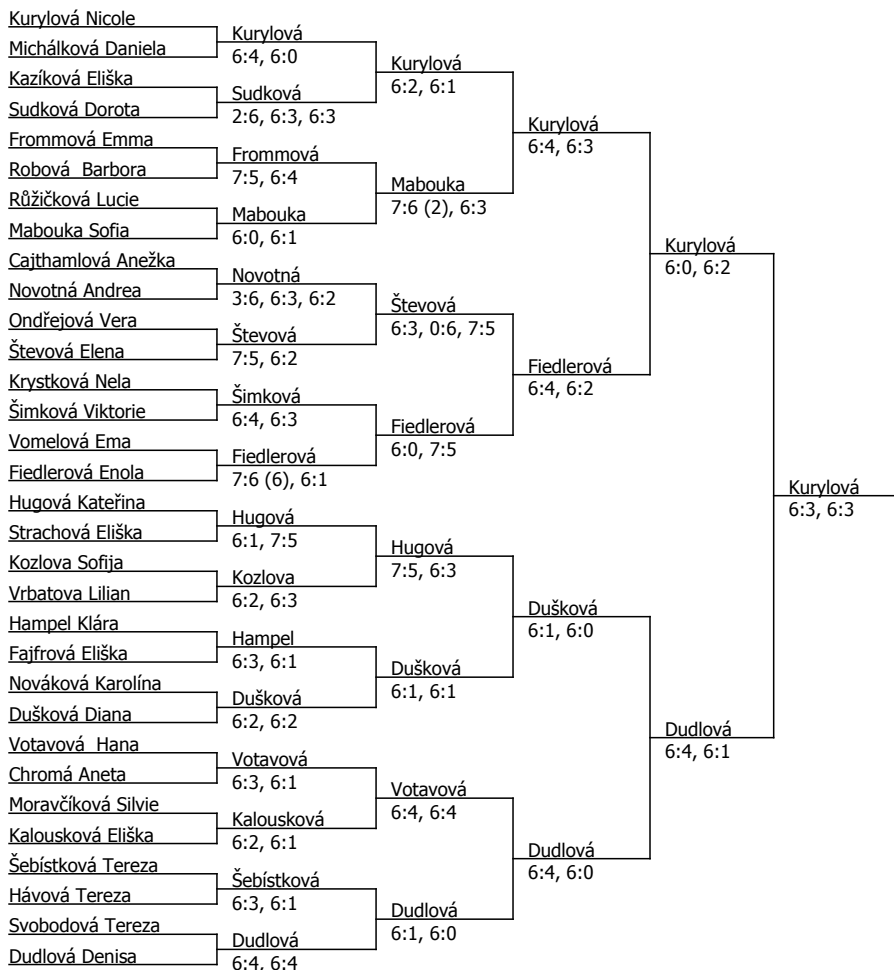 Kurylová Nicole
Michálková Daniela
Kazíková Eliška
Sudková Dorota
Frommová Emma
Robová  Barbora
Růžičková Lucie
Mabouka Sofia
Cajthamlová Anežka
Novotná Andrea
Ondřejová Vera
Števová Elena
Krystková Nela
Šimková Viktorie
Vomelová Ema
Fiedlerová Enola
Hugová Kateřina
Strachová Eliška
Kozlova Sofija
Vrbatova Lilian
Hampel Klára
Fajfrová Eliška
Nováková Karolína
Dušková Diana
Votavová  Hana
Chromá Aneta
Moravčíková Silvie
Kalousková Eliška
Šebístková Tereza
Hávová Tereza
Svobodová Tereza
Dudlová Denisa
Kurylová
6:4, 6:0
Sudková
2:6, 6:3, 6:3
Frommová
7:5, 6:4
Mabouka
6:0, 6:1
Novotná
3:6, 6:3, 6:2
Števová
7:5, 6:2
Šimková
6:4, 6:3
Fiedlerová
7:6 (6), 6:1
Hugová
6:1, 7:5
Kozlova
6:2, 6:3
Hampel
6:3, 6:1
Dušková
6:2, 6:2
Votavová
6:3, 6:1
Kalousková
6:2, 6:1
Šebístková
6:3, 6:1
Dudlová
6:4, 6:4
Kurylová
6:2, 6:1
Mabouka
7:6 (2), 6:3
Števová
6:3, 0:6, 7:5
Fiedlerová
6:0, 7:5
Hugová
7:5, 6:3
Dušková
6:1, 6:1
Votavová
6:4, 6:4
Dudlová
6:1, 6:0
Kurylová
6:4, 6:3
Fiedlerová
6:4, 6:2
Dušková
6:1, 6:0
Dudlová
6:4, 6:0
Kurylová
6:0, 6:2
Dudlová
6:4, 6:1
Kurylová
6:3, 6:3